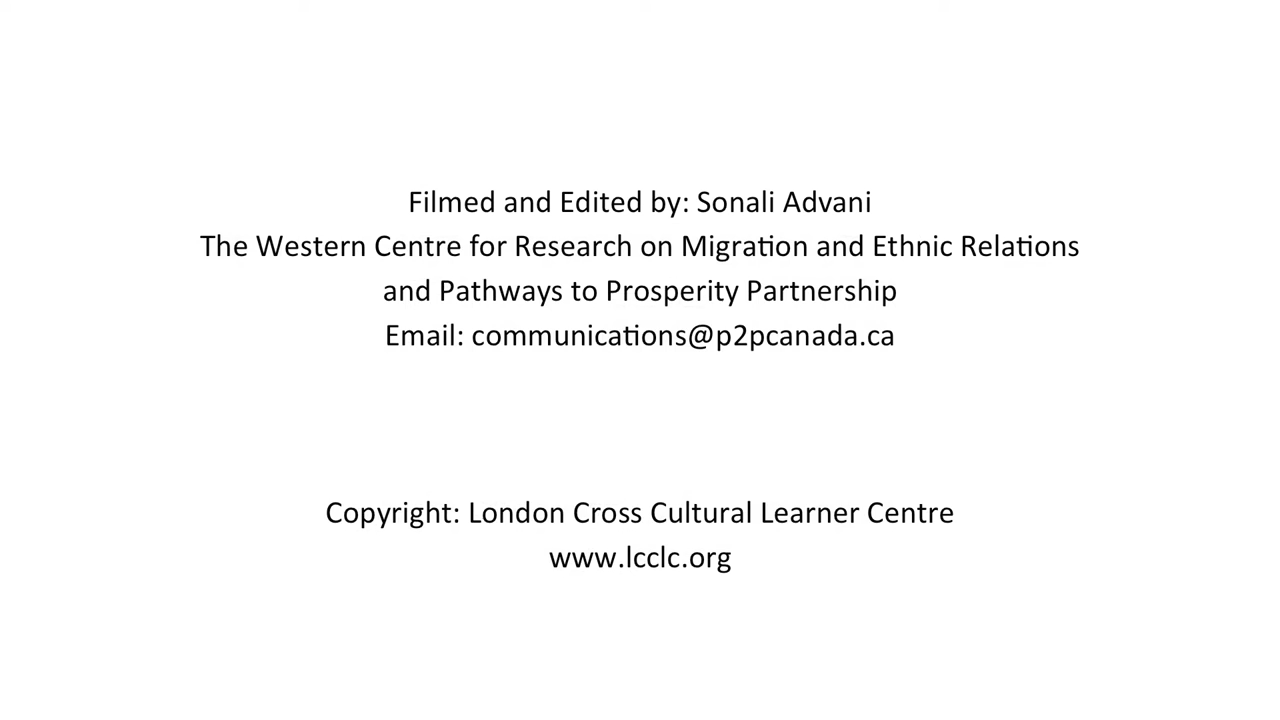 Filmed and Edited by: Sonali Advani
The Western Centre for Research on Migration and Ethnic Relations
and Pathways to Prosperity Partnership
Email: communications@p2pcanada.ca
Copyright: London Cross Cultural Learner Centre
www.lcclc.org